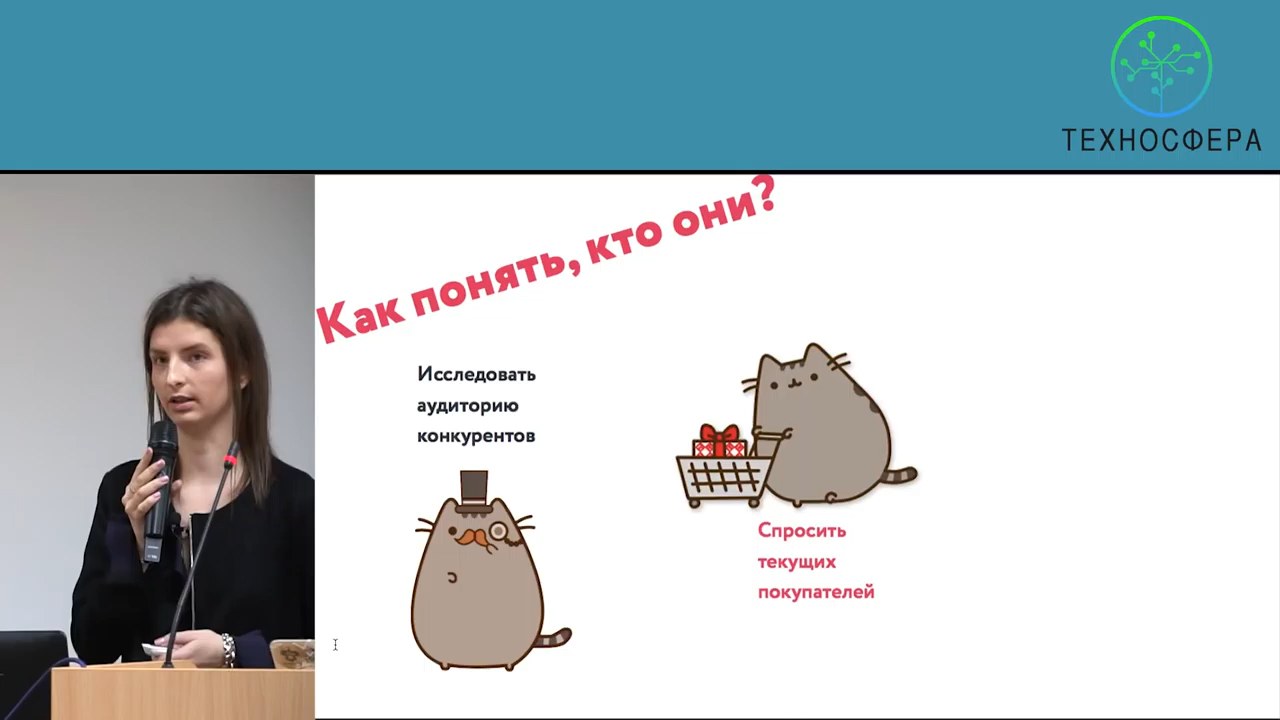 ТЕХНОСФЕРА
Как понять, кто они?
Исследовать
аудиторию
конкурентов
Спросить
текущих
покупателей